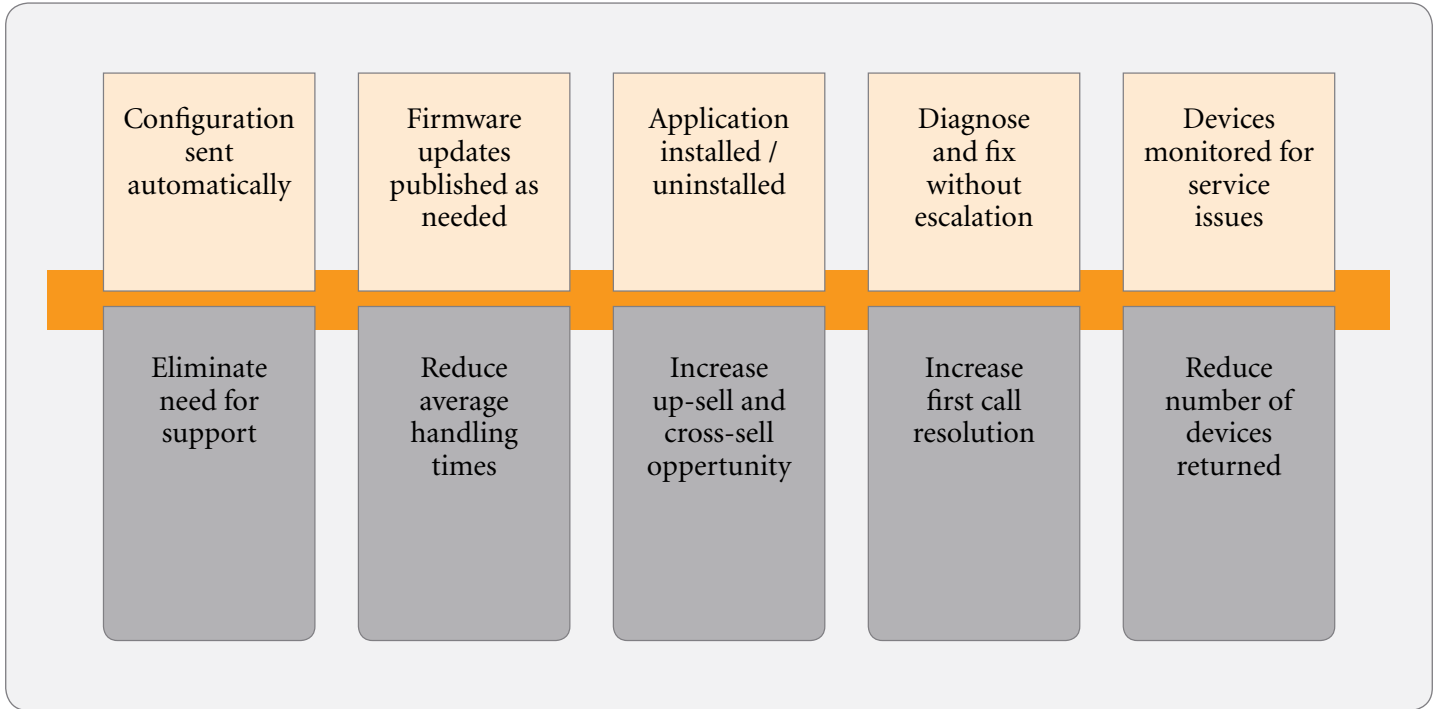 Configuration
sent
automatically
Firmware
updates
published as
needed
Application
installed /
uninstalled
Diagnose
and fix
without
escalation
Devices
monitored for
service
issues
Eliminate
need for
support
Reduce
average
handling
times
Increase
up-sell and
cross-sell
oppertunity
Increase
first call
resolution
Reduce
number of
devices
returned